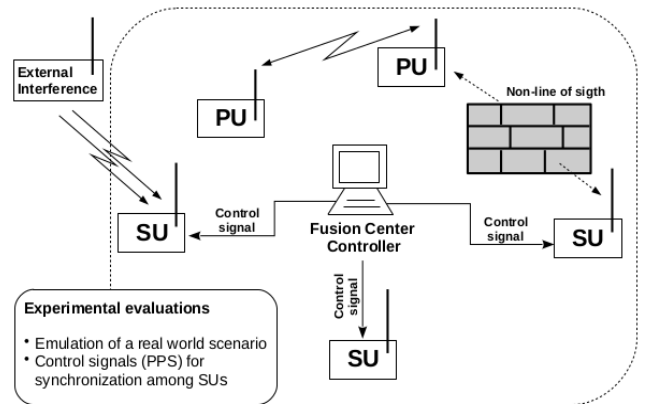 External
Interference
PU
PU
Non-line of sigth
SU
Control
signal
Fusion Center
Controller
Control
signal
SU
Control
signal
SU
Experimental evaluations
• Emulation of a real world scenario
• Control signals (PPS) for
synchronization among SUs